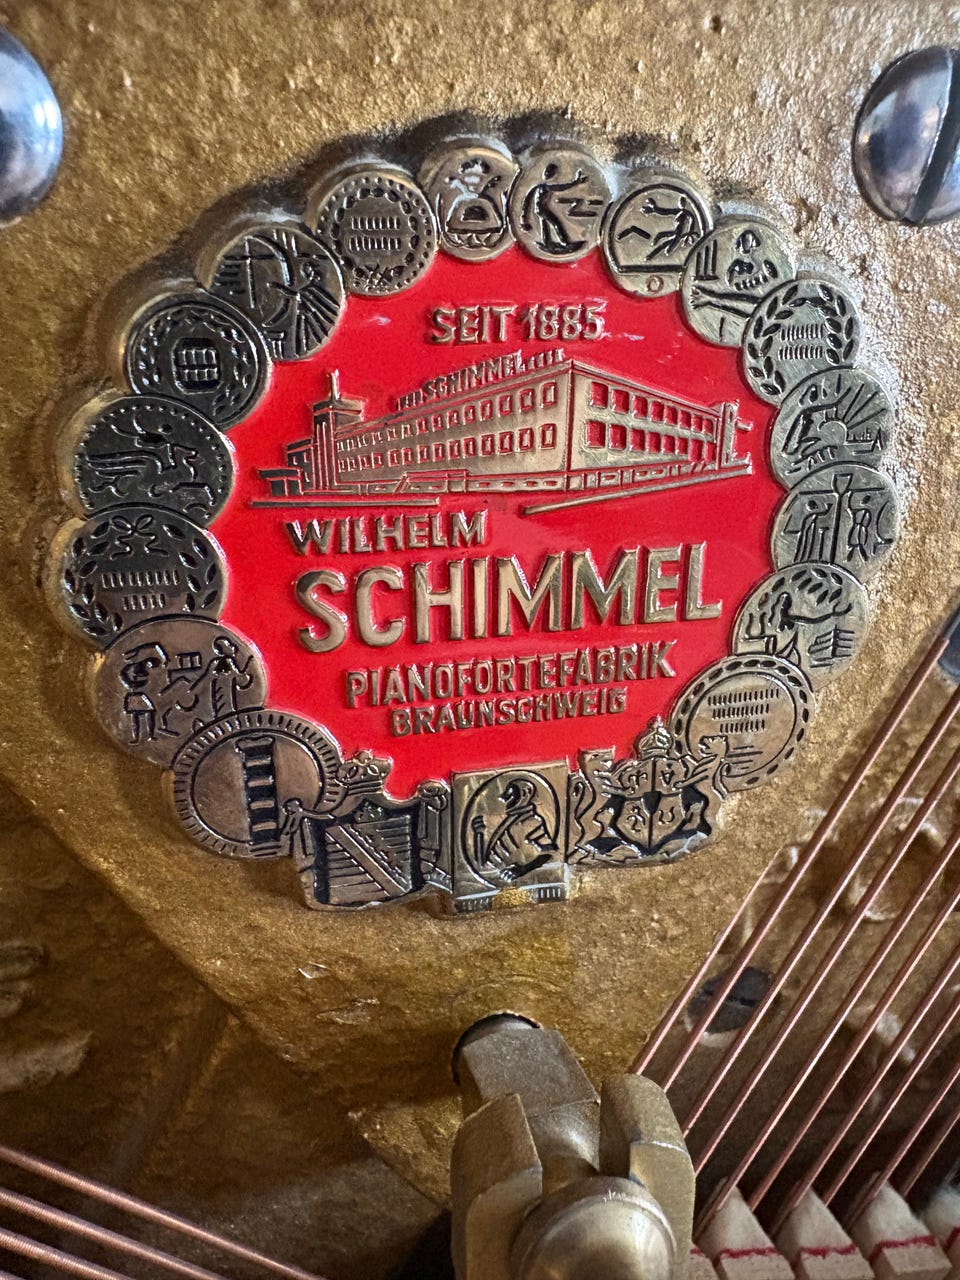 SEIT 1885
SCHIMMEL
WILHELM
SCHIMMEL
PIANOFORTEFABRIK
BRAUNSCHWEIG